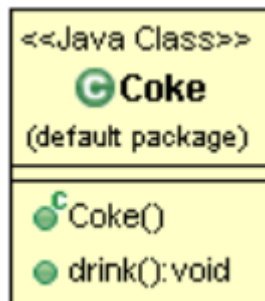 <<Java Class>>
C Coke
(default package)
C Coke()
drink():void